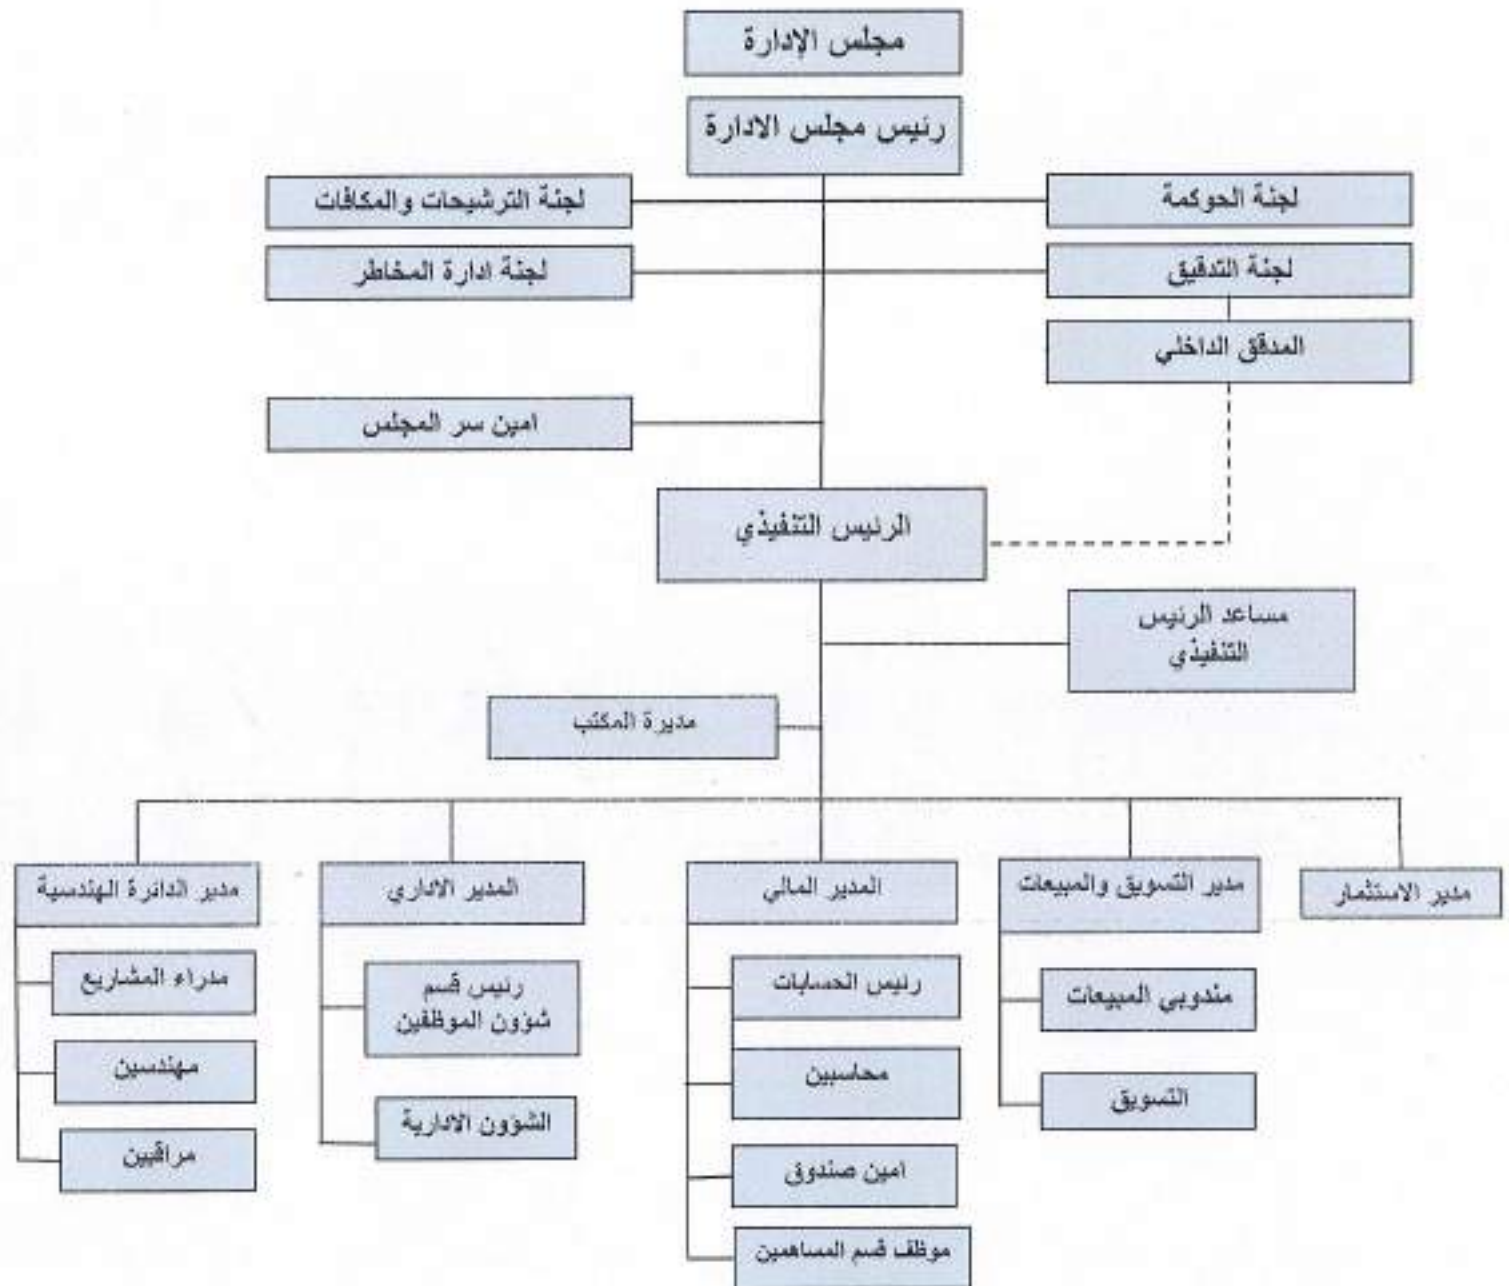 مجلس الإدارة
رئيس مجلس الادارة
لجنة الحوكمة
لجنة الترشيحات والمكافات
لجنة التدقيق
لجنة ادارة المخاطر
المدقق الداخلي
امين سر المجلس
الرئيس التنفيذي
مساعد الرئيس
التنفيذي
مديرة المكتب
مدير الاستثمار
مدير التسويق والمبيعات
المدير المالي
المدير الاداري
مدير الدائرة الهندسية
مندوبي المبيعات
التسويق
رئيس الحسابات
محاسبين
امين صندوق
موظف قسم المساهمين
رئيس قسم
شؤون الموظفين
الشؤون الادارية
مدراء المشاريع
مهندسين
مراقبين